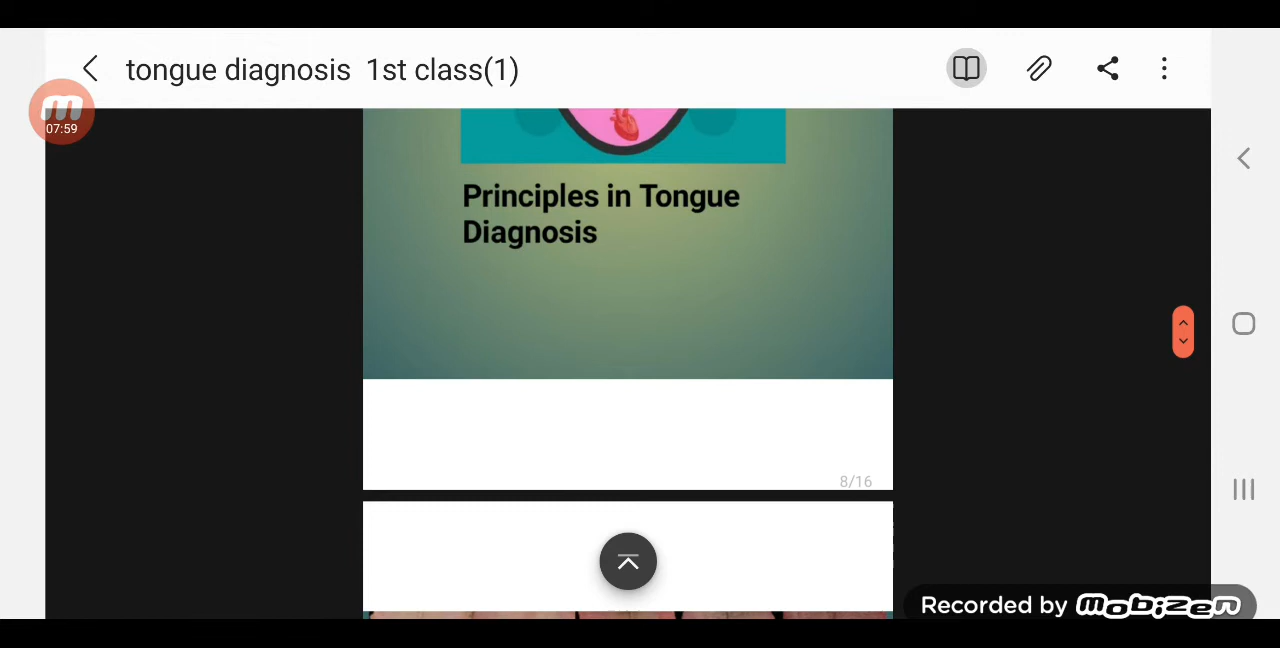 tongue diagnosis 1st class(1)
07:59
Principles in Tongue
Diagnosis
8/16
Recorded by mobizen